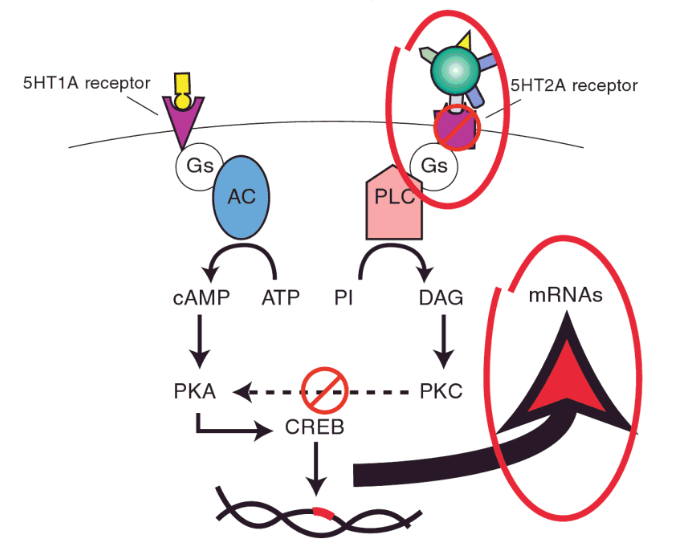 5HT1A receptor
5HT2A receptor
Gs
Gs
AC
PLC
cAMP
ATP
PI
DAG
mRNAs
PKA
PKC
CREB